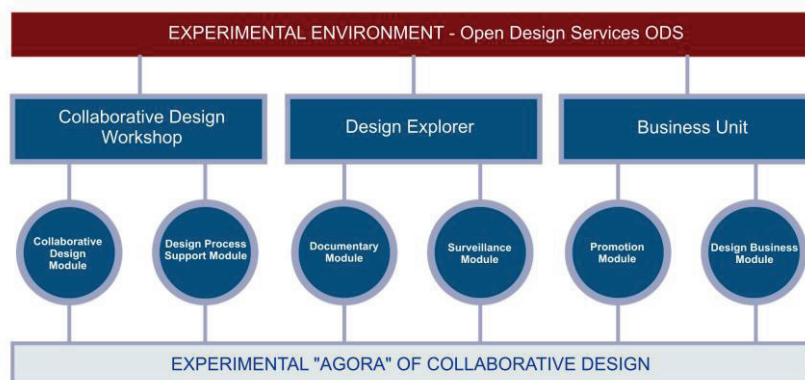 EXPERIMENTAL ENVIRONMENT - Open Design Services ODS
Collaborative Design
Workshop
Design Explorer
Business Unit
Collaborative
Design
Module
Design Process
Support Module
Documentary
Module
Surveillance
Module
Promotion
Module
Design Business
Module
EXPERIMENTAL "AGORA" OF COLLABORATIVE DESIGN